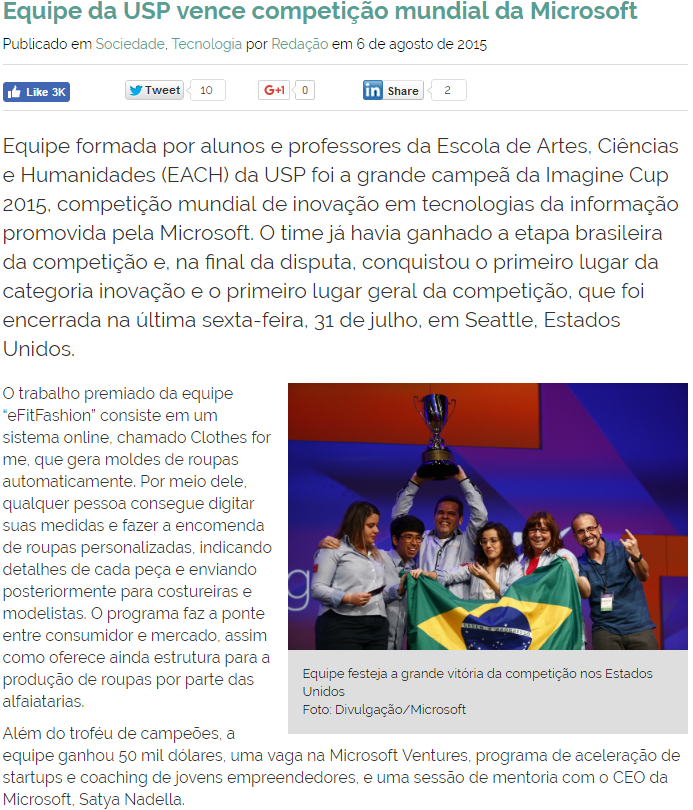 Equipe da USP vence competição mundial da Microsoft
Publicado em Sociedade, Tecnologia por Redação em 6 de agosto de 2015
Like 3K Tweet 10 G+1 0 in Share 2
Equipe formada por alunos e professores da Escola de Artes, Ciências
e Humanidades (EACH) da USP foi a grande campeã da Imagine Cup
2015, competição mundial de inovação em tecnologias da informação
promovida pela Microsoft. O time já havia ganhado a etapa brasileira
da competição e, na final da disputa, conquistou o primeiro lugar da
categoria inovação e o primeiro lugar geral da competição, que foi
encerrada na última sexta-feira, 31 de julho, em Seattle, Estados
Unidos.
O trabalho premiado da equipe
“eFitFashion” consiste em um
sistema online, chamado Clothes for
me, que gera moldes de roupas
automaticamente. Por meio dele,
qualquer pessoa consegue digitar
suas medidas e fazer a encomenda
de roupas personalizadas, indicando
detalhes de cada peça e enviando
posteriormente para costureiras e
modelistas. O programa faz a ponte
entre consumidor e mercado, assim
como oferece ainda estrutura para a
produção de roupas por parte das
alfaiatarias.
Equipe festeja a grande vitória da competição nos Estados
Unidos
Foto: Divulgação/Microsoft
Além do troféu de campeões, a
equipe ganhou 50 mil dólares, uma vaga na Microsoft Ventures, programa de aceleração de
startups e coaching de jovens empreendedores, e uma sessão de mentoria com o CEO da
Microsoft, Satya Nadella.